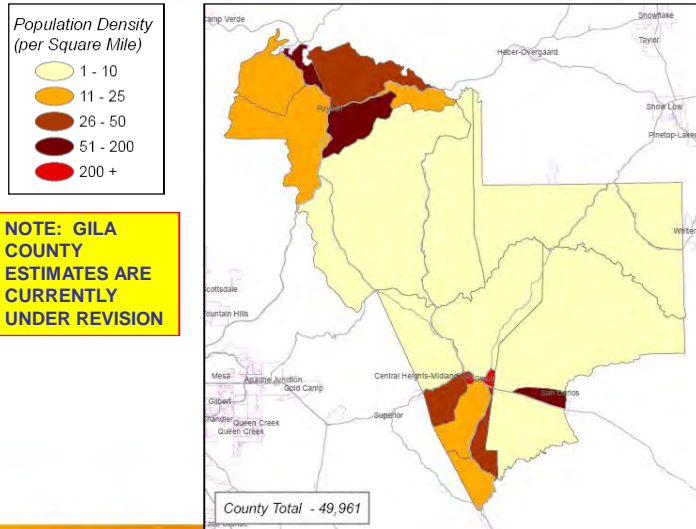 Population Density
(per Square Mile)
1 - 10
11 - 25
26 - 50
51 - 200
200 +
NOTE: GILA
COUNTY
ESTIMATES ARE
CURRENTLY
UNDER REVISION
Camp Verde
Snowflake
Taylor
Heber-Overgaard
Show Low
Pinetop-Lakes
Payson
White
Scottsdale
Fountain Hills
Mesa
Apache Junction
Gold Camp
Gilbert
Chandler
Queen Creek
Queen Creek
Central Heights-Midland
Superior
San Carlos
County Total - 49,961